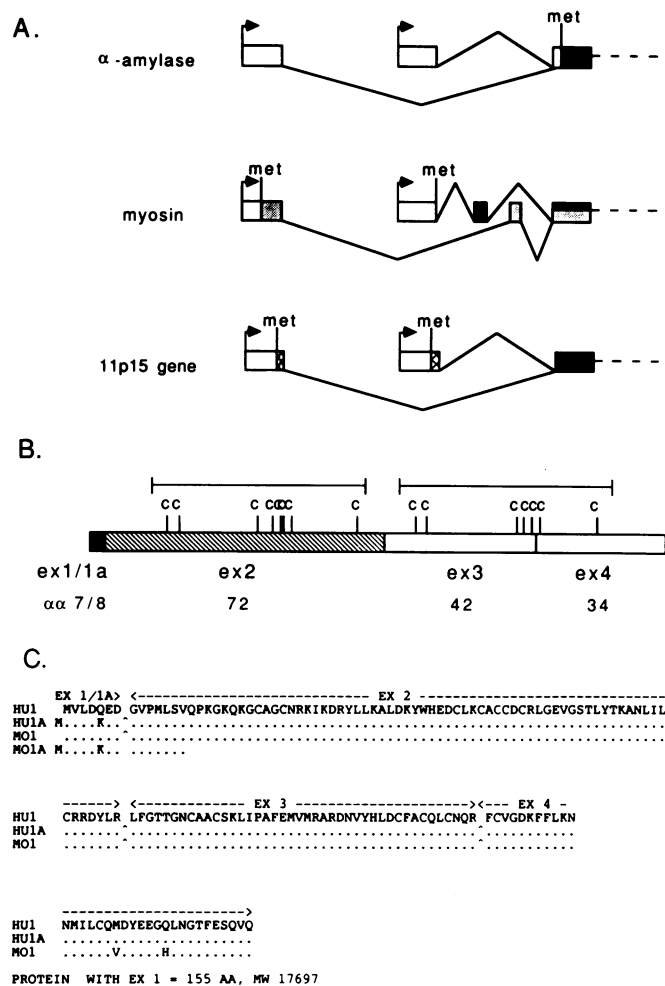 A.
met
α -amylase
met
met
myosin
met
met
11p15 gene
B.
C C C C C C C C C C C C C C C
ex1/1a ex2 ex3 ex4
αα 7/8 72 42 34
C.
EX 1/1A> <------------------------------ EX 2 ------------------------------
HU1 MVLDQED GVPMLSVQPKGKQKGCAGCNRKIKDRYLLKALDKYWHEDCLKCACCDCRLGEVGSTLYTKANLIL
HU1A M....K..^.................................................................
MO1 .......^.................................................................
MO1A M....K.. .......
------> <--------------- EX 3 ------------------------> <--- EX 4 -
HU1 CRRDYLR LFGTTGNCAACSKLIPAFEMVMRARDNVYHLDCFACQLCNQR FCVGDKFFLKN
HU1A .......^..........................................^...........
MO1 .......^..........................................^...........
------------------------>
HU1 NMILCQMDYEEGQLNGTFESQVQ
HU1A .......................
MO1 ......V.....H..........
PROTEIN WITH EX 1 = 155 AA, MW 17697